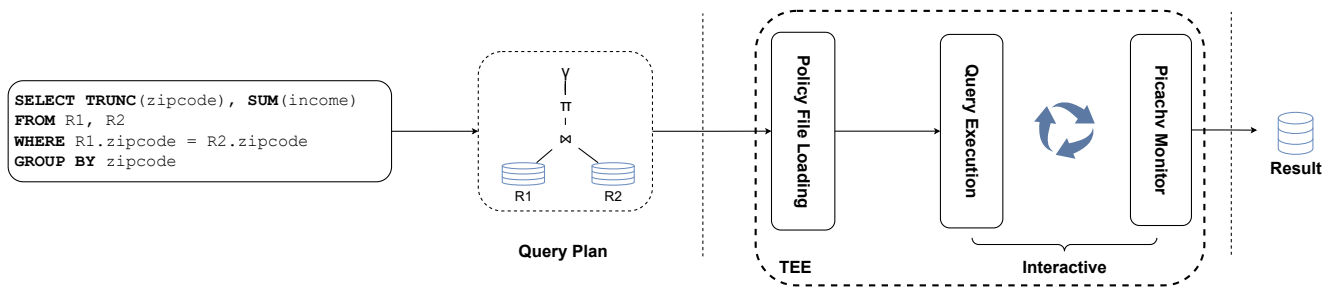 SELECT TRUNC(zipcode), SUM(income)
FROM R1, R2
WHERE R1.zipcode = R2.zipcode
GROUP BY zipcode
γ
π
⋈
R1 R2
Query Plan
Policy File Loading
Query Execution
Picachv Monitor
TEE
Interactive
Result